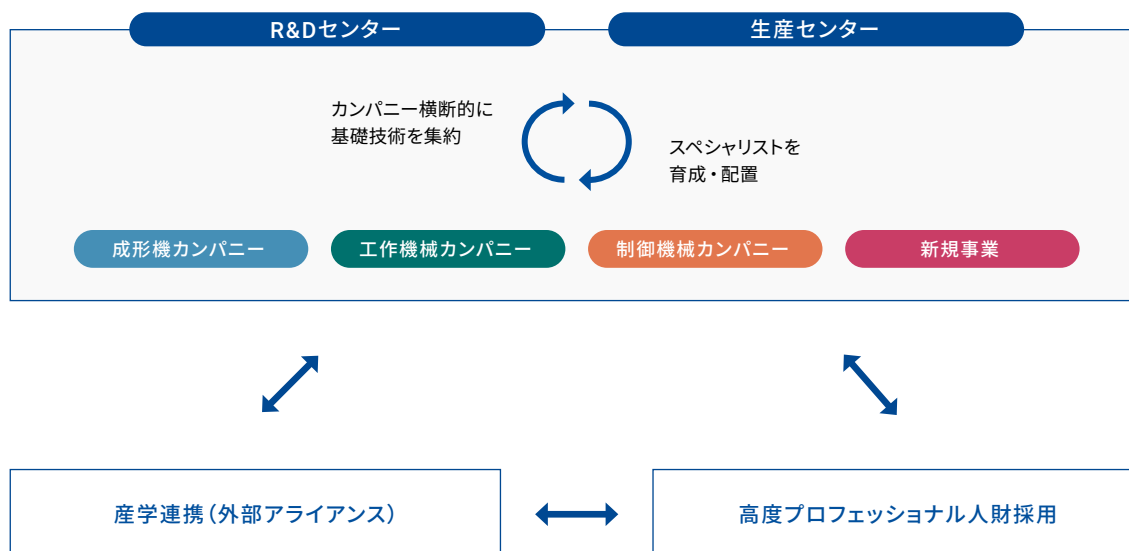 R&Dセンター
生産センター
カンパニー横断的に
基礎技術を集約
スペシャリストを
育成・配置
成形機カンパニー
工作機械カンパニー
制御機械カンパニー
新規事業
産学連携(外部アライアンス)
高度プロフェッショナル人財採用